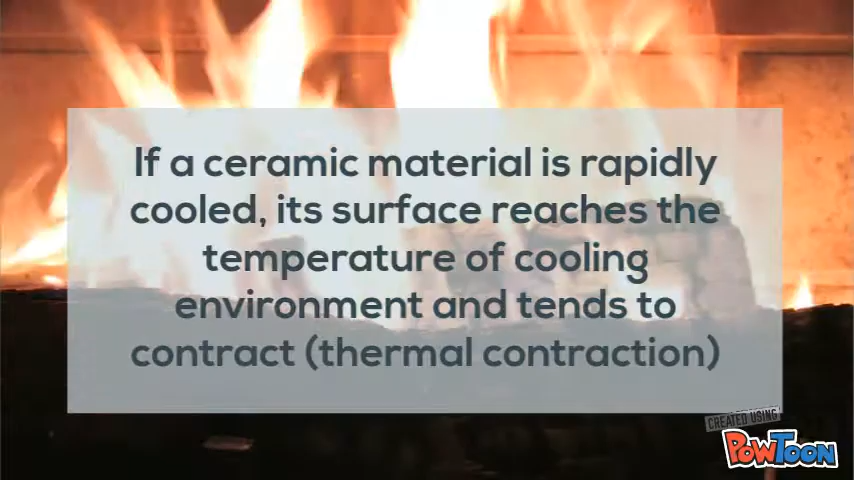 If a ceramic material is rapidly
cooled, its surface reaches the
temperature of cooling
environment and tends to
contract (thermal contraction)
CREATED USING
POWTOON